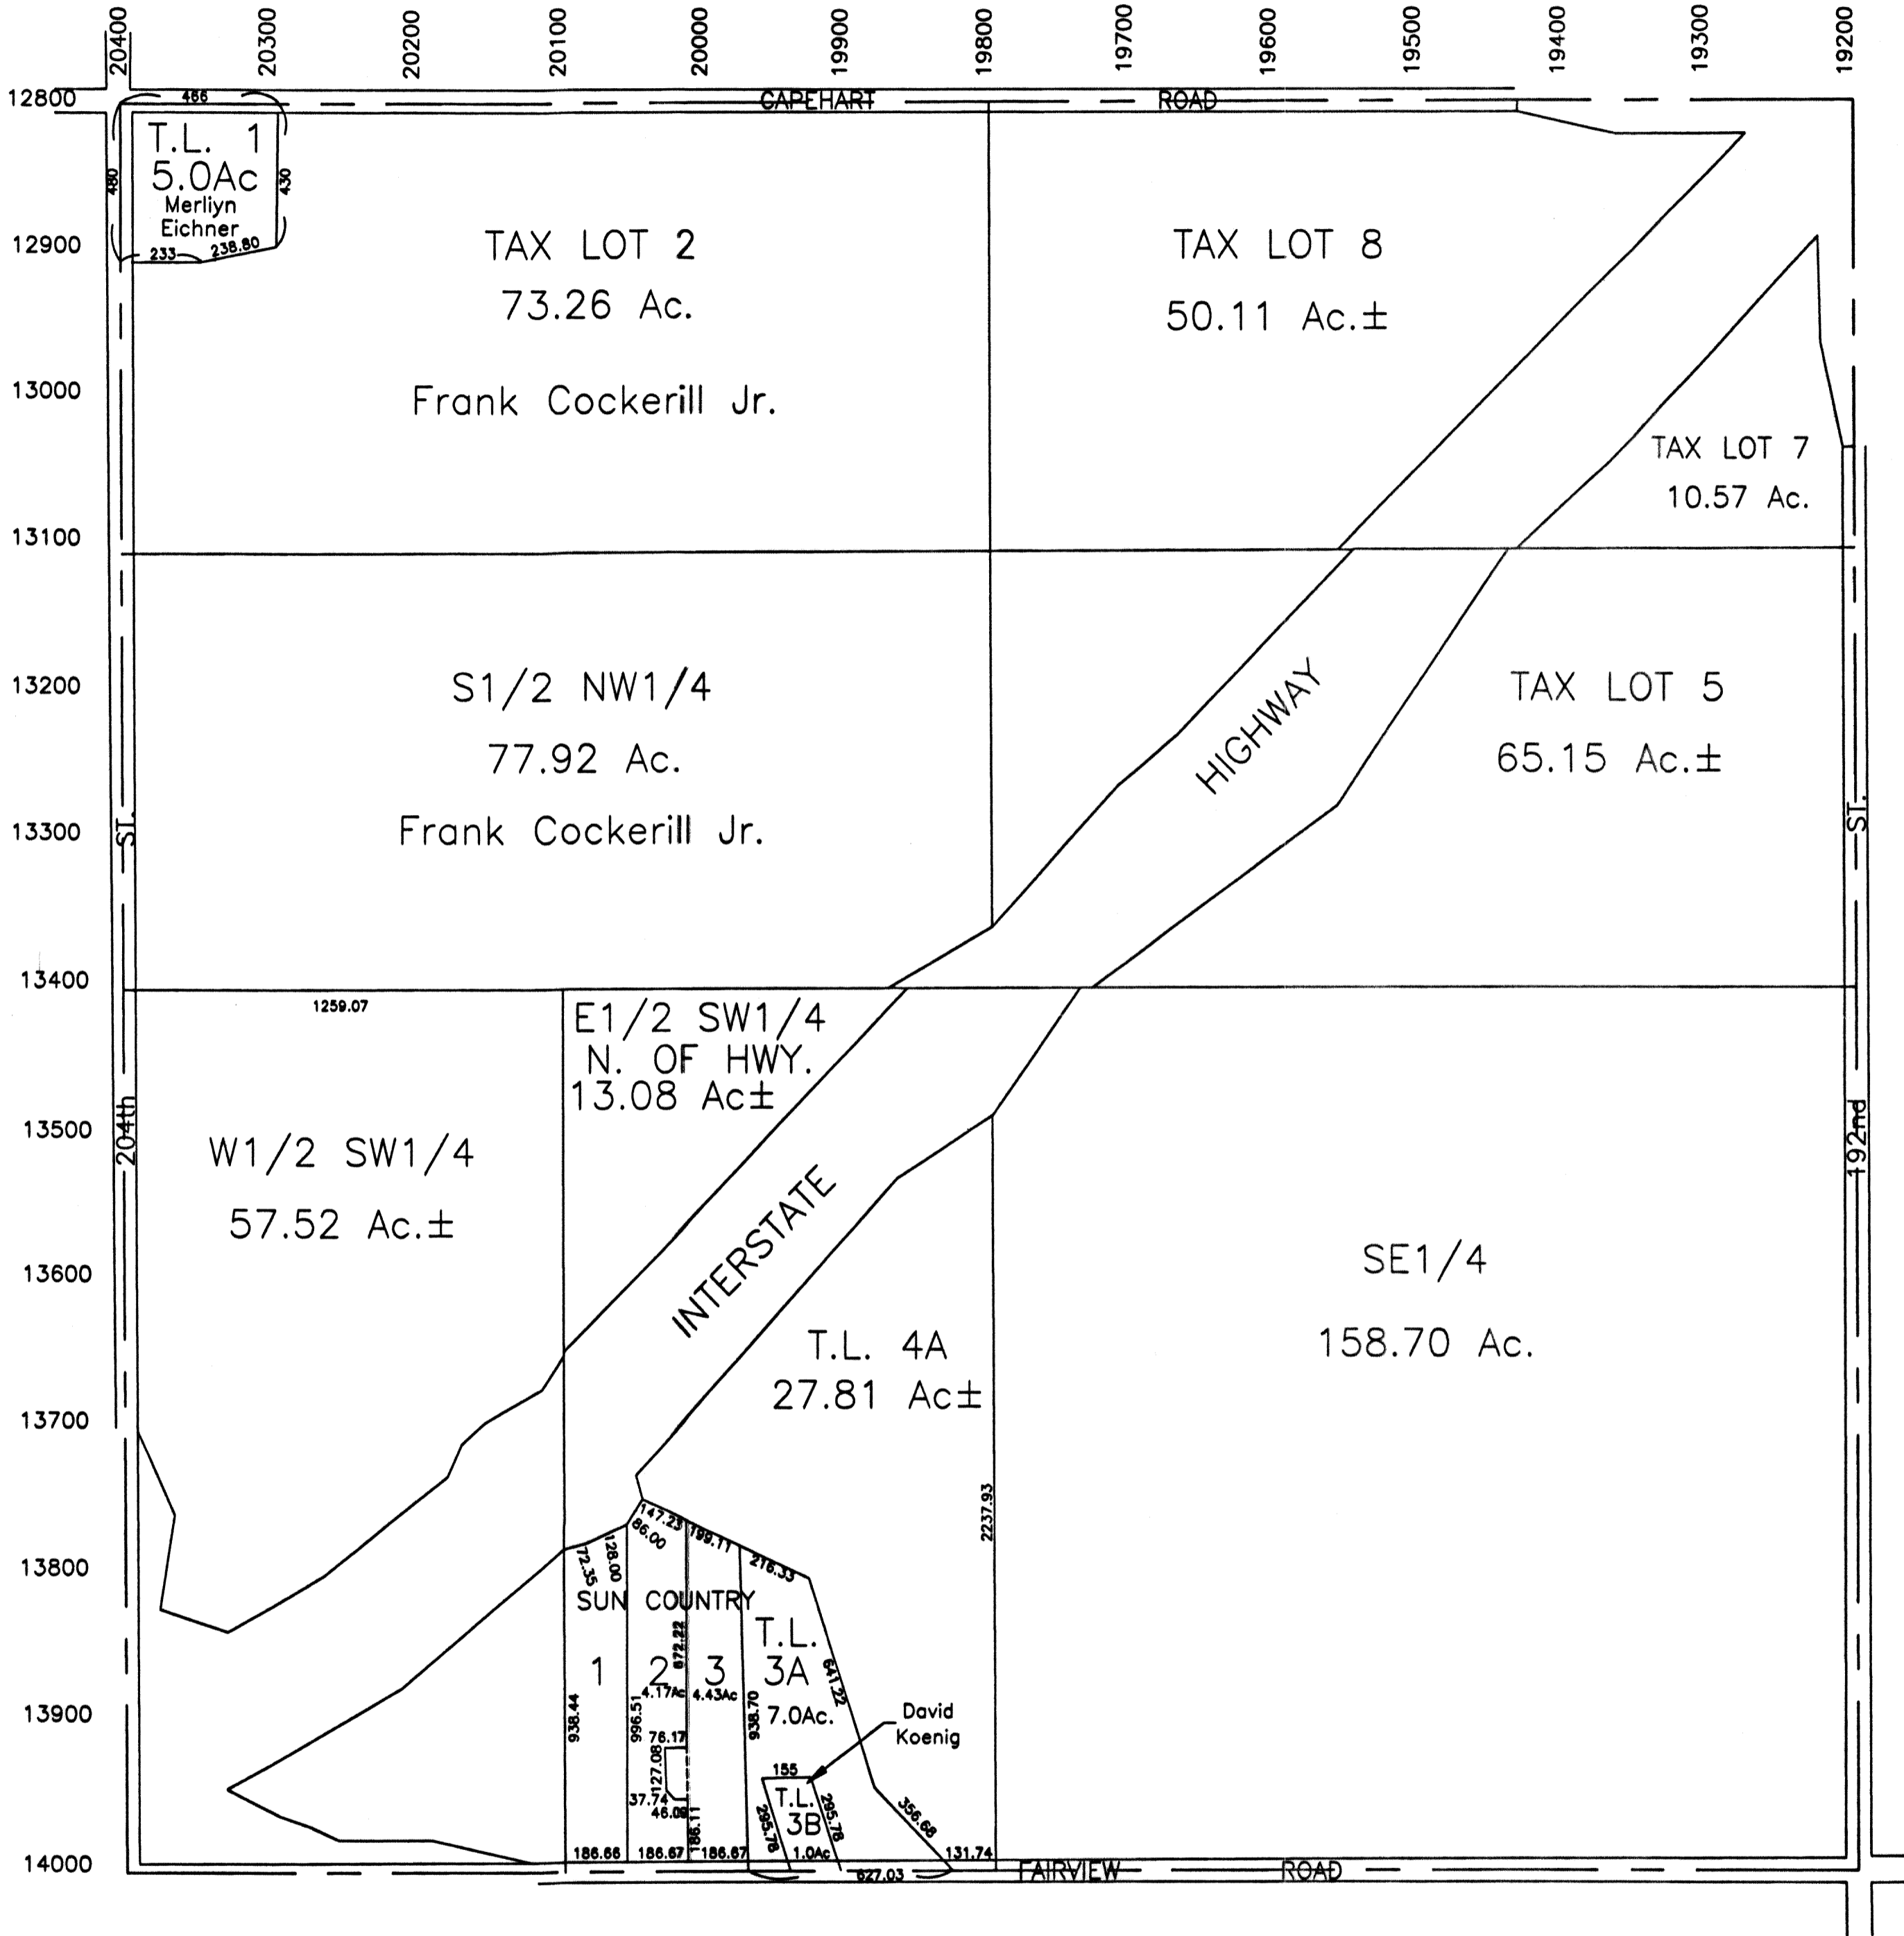 20400 20300 20200 20100 20000 19900 19800 19700 19600 19500 19400 19300 19200
12800
12900
13000
13100
13200
13300
13400
13500
13600
13700
13800
13900
14000
CAPEHART ROAD
466
480
430
T.L. 1
5.0Ac
Merliyn
Eichner
233
238.80
TAX LOT 2
73.26 Ac.
Frank Cockerill Jr.
TAX LOT 8
50.11 Ac.±
TAX LOT 7
10.57 Ac.
S1/2 NW1/4
77.92 Ac.
Frank Cockerill Jr.
HIGHWAY
TAX LOT 5
65.15 Ac.±
204th ST.
192nd ST.
1259.07
W1/2 SW1/4
57.52 Ac.±
E1/2 SW1/4
N. OF HWY.
13.08 Ac±
INTERSTATE
T.L. 4A
27.81 Ac±
SE1/4
158.70 Ac.
2237.93
147.23
86.00
199.11
216.33
72.35
128.00
SUN COUNTRY
1
2
4.17Ac
3
4.43Ac
672.22
938.44
996.51
938.70
76.17
127.08
37.74
46.09
186.11
T.L.
3A
7.0Ac.
641.22
David
Koenig
155
T.L.
3B
1.0Ac
295.78
295.78
356.68
186.66
186.67
186.67
131.74
627.03
FAIRVIEW ROAD